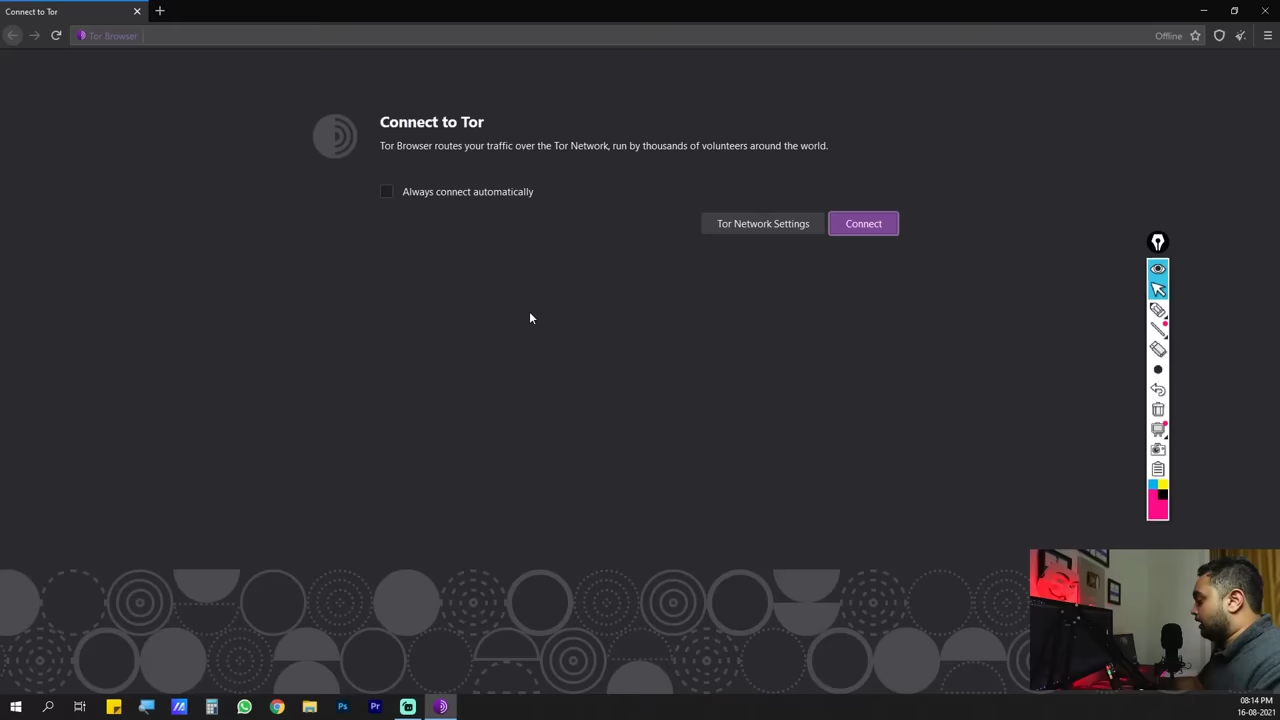 Connect to Tor
Tor Browser
Offline
Connect to Tor
Tor Browser routes your traffic over the Tor Network, run by thousands of volunteers around the world.
Always connect automatically
Tor Network Settings
Connect
Ps
Pr
08:14 PM
16-08-2021